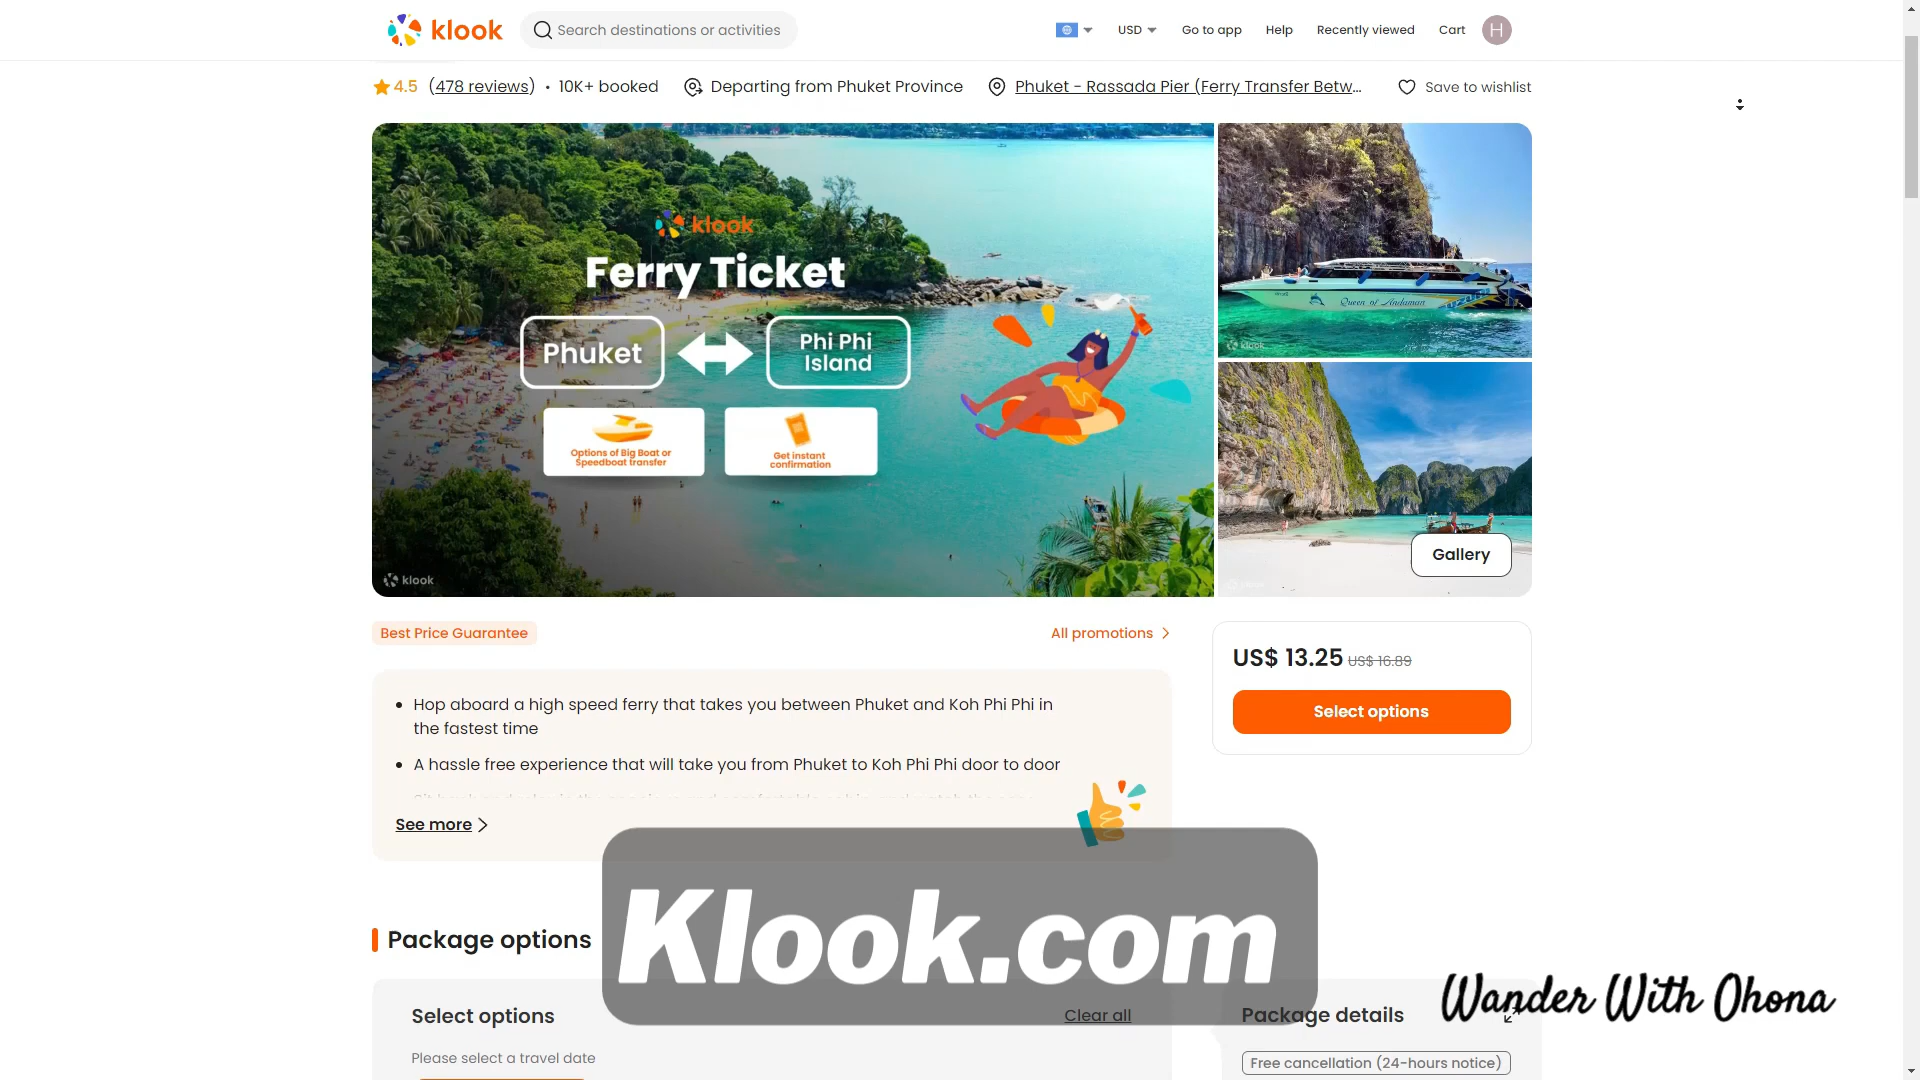 klook
Search destinations or activities
USD
Go to app
Help
Recently viewed
Cart
H
4.5 (478 reviews) • 10K+ booked
Departing from Phuket Province
Phuket - Rassada Pier (Ferry Transfer Betw...
Save to wishlist
klook
Ferry Ticket
Phuket
Phi Phi
Island
Options of Big Boat or
Speedboat transfer
Get instant
confirmation
klook
Queen of Andaman
klook
Gallery
Best Price Guarantee
All promotions
US$ 13.25 US$ 16.89
Select options
• Hop aboard a high speed ferry that takes you between Phuket and Koh Phi Phi in
the fastest time
• A hassle free experience that will take you from Phuket to Koh Phi Phi door to door
See more
Klook.com
Package options
Wander With Ohona
Select options
Clear all
Package details
Please select a travel date
Free cancellation (24-hours notice)